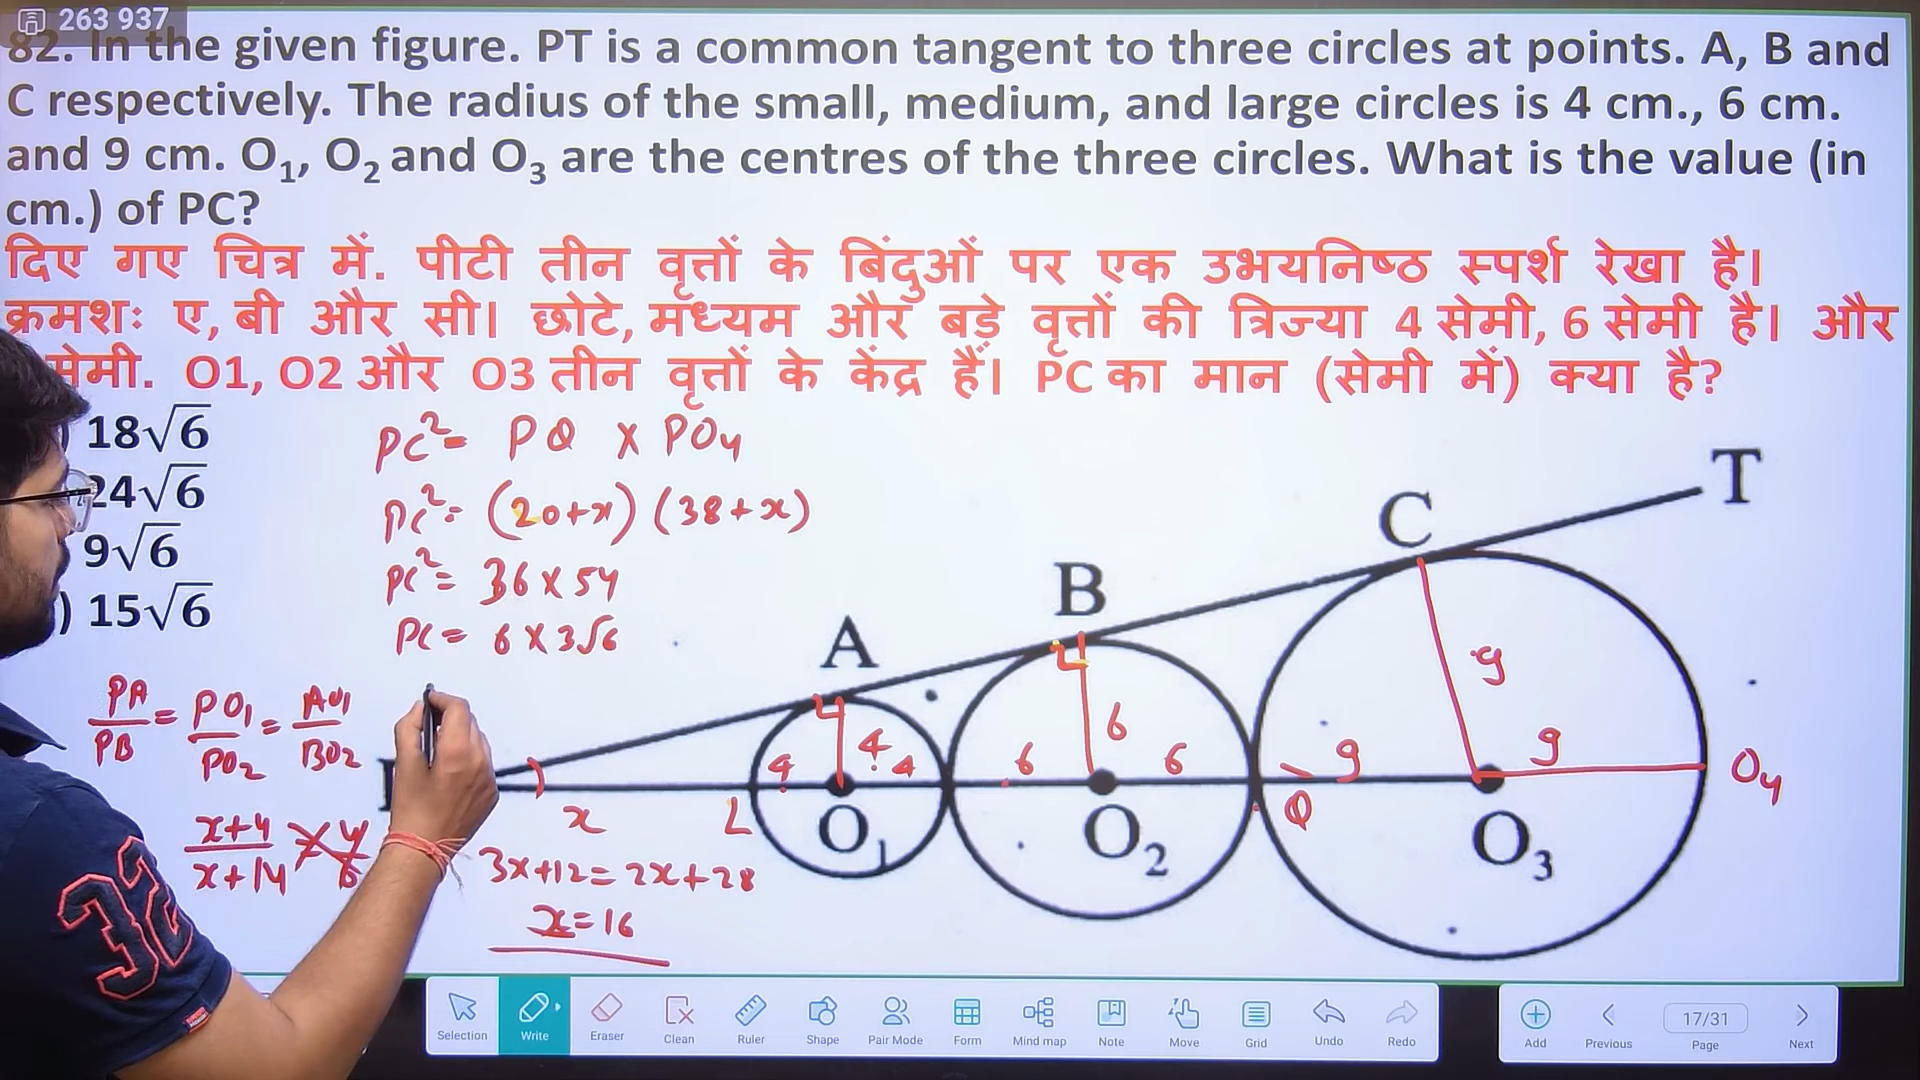 263 937
82. In the given figure. PT is a common tangent to three circles at points. A, B and
C respectively. The radius of the small, medium, and large circles is 4 cm., 6 cm.
and 9 cm. O₁, O₂ and O₃ are the centres of the three circles. What is the value (in
cm.) of PC?
दिए गए चित्र में. पीटी तीन वृत्तों के बिंदुओं पर एक उभयनिष्ठ स्पर्श रेखा है।
क्रमशः ए, बी और सी। छोटे, मध्यम और बड़े वृत्तों की त्रिज्या 4 सेमी, 6 सेमी है। और
सेमी. O1, O2 और O3 तीन वृत्तों के केंद्र हैं। PC का मान (सेमी में) क्या है?
) 18√6
24√6
9√6
) 15√6
PC² = PQ × PO₄
PC² = (20+x) (38+x)
PC² = 36 × 54
PC = 6 × 3√6
PA/PB = PO₁/PO₂ = AO₁/BO₂
x+4/x+14 4/6
3x+12 = 2x+28
x = 16
T
C
B
A
9
9
9
6
6
6
4
4
4
x
L
Q
O₄
O₁
O₂
O₃
Selection
Write
Eraser
Clean
Ruler
Shape
Pair Mode
Form
Mind map
Note
Move
Grid
Undo
Redo
Add
Previous
17/31
Page
Next